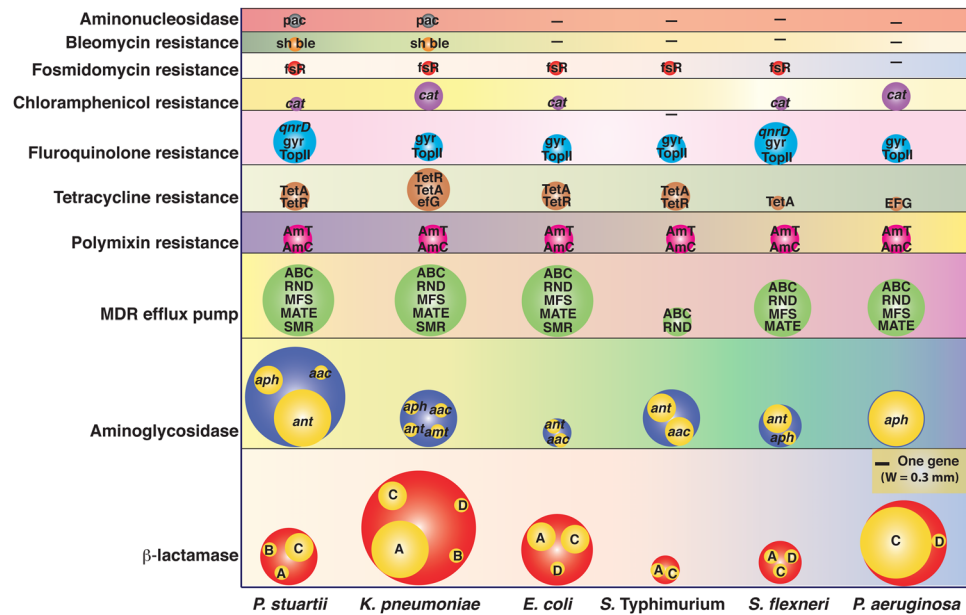 Aminonucleosidase pac pac – – – –
Bleomycin resistance sh ble sh ble – – – –
Fosmidomycin resistance fsR fsR fsR fsR fsR –
Chloramphenicol resistance cat cat cat – cat cat
Fluroquinolone resistance
qnrD gyr TopII
gyr TopII
gyr TopII
gyr TopII
qnrD gyr TopII
gyr TopII
Tetracycline resistance
TetA TetR
TetR TetA efG
TetA TetR
TetA TetR
TetA
EFG
Polymixin resistance
AmT AmC
AmT AmC
AmT AmC
AmT AmC
AmT AmC
AmT AmC
MDR efflux pump
ABC RND MFS MATE SMR
ABC RND MFS MATE SMR
ABC RND MFS MATE SMR
ABC RND
ABC RND MFS MATE
ABC RND MFS MATE
Aminoglycosidase
aph aac ant
aph aac ant amt
ant aac
ant aac
ant aph
aph
– One gene
(W = 0.3 mm)
β-lactamase
B C A
C D A B
A C D
A C
A D C
C D
P. stuartii K. pneumoniae E. coli S. Typhimurium S. flexneri P. aeruginosa